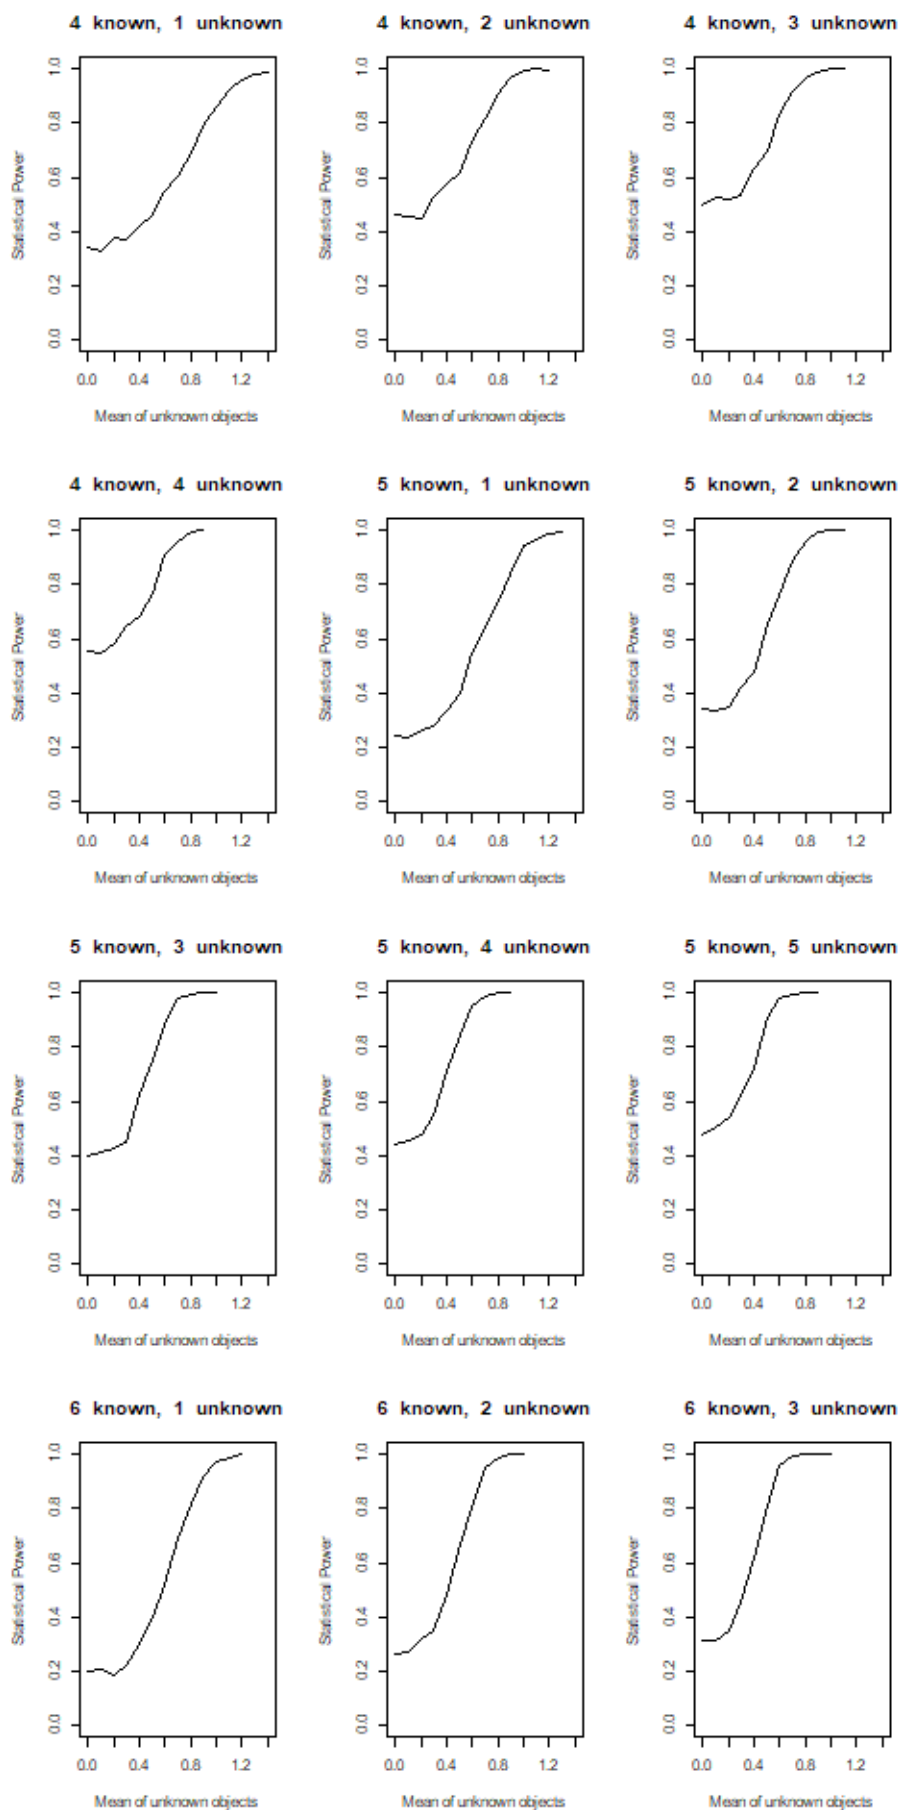 4 known, 1 unknown
Statistical Power
0.0 0.2 0.4 0.6 0.8 1.0
0.0 0.4 0.8 1.2
Mean of unknown objects
4 known, 2 unknown
Statistical Power
0.0 0.2 0.4 0.6 0.8 1.0
0.0 0.4 0.8 1.2
Mean of unknown objects
4 known, 3 unknown
Statistical Power
0.0 0.2 0.4 0.6 0.8 1.0
0.0 0.4 0.8 1.2
Mean of unknown objects
4 known, 4 unknown
Statistical Power
0.0 0.2 0.4 0.6 0.8 1.0
0.0 0.4 0.8 1.2
Mean of unknown objects
5 known, 1 unknown
Statistical Power
0.0 0.2 0.4 0.6 0.8 1.0
0.0 0.4 0.8 1.2
Mean of unknown objects
5 known, 2 unknown
Statistical Power
0.0 0.2 0.4 0.6 0.8 1.0
0.0 0.4 0.8 1.2
Mean of unknown objects
5 known, 3 unknown
Statistical Power
0.0 0.2 0.4 0.6 0.8 1.0
0.0 0.4 0.8 1.2
Mean of unknown objects
5 known, 4 unknown
Statistical Power
0.0 0.2 0.4 0.6 0.8 1.0
0.0 0.4 0.8 1.2
Mean of unknown objects
5 known, 5 unknown
Statistical Power
0.0 0.2 0.4 0.6 0.8 1.0
0.0 0.4 0.8 1.2
Mean of unknown objects
6 known, 1 unknown
Statistical Power
0.0 0.2 0.4 0.6 0.8 1.0
0.0 0.4 0.8 1.2
Mean of unknown objects
6 known, 2 unknown
Statistical Power
0.0 0.2 0.4 0.6 0.8 1.0
0.0 0.4 0.8 1.2
Mean of unknown objects
6 known, 3 unknown
Statistical Power
0.0 0.2 0.4 0.6 0.8 1.0
0.0 0.4 0.8 1.2
Mean of unknown objects